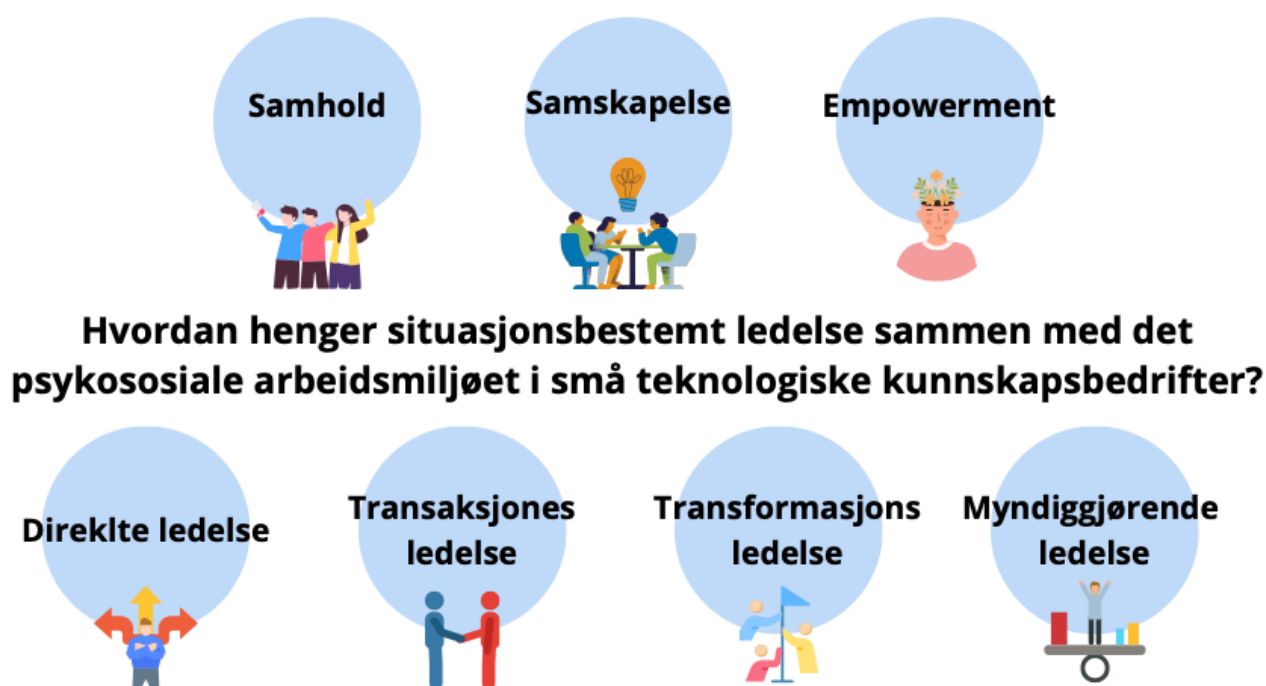 Samhold
Samskapelse
Empowerment
Hvordan henger situasjonsbestemt ledelse sammen med det
psykososiale arbeidsmiljøet i små teknologiske kunnskapsbedrifter?
Direklte ledelse
Transaksjones
ledelse
Transformasjons
ledelse
Myndiggjørende
ledelse